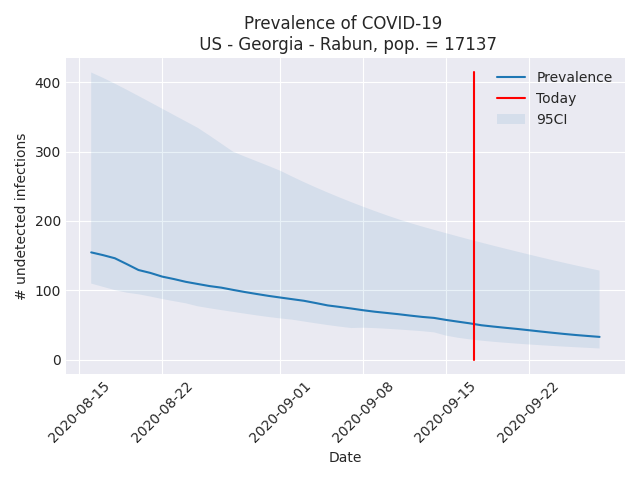 Prevalence of COVID-19
US - Georgia - Rabun, pop. = 17137
Prevalence
Today
95CI
# undetected infections
400
300
200
100
0
2020-08-15
2020-08-22
2020-09-01
2020-09-08
2020-09-15
2020-09-22
Date